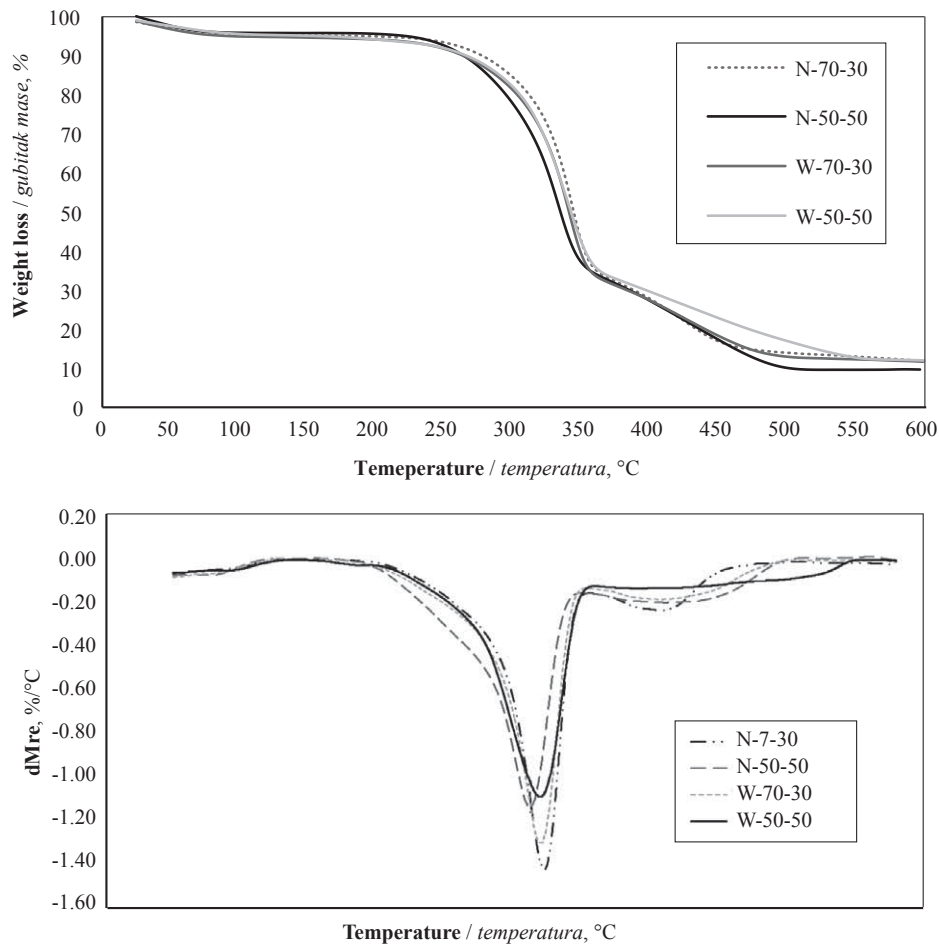 100
90
80
70
60
50
40
30
20
10
0
Weight loss / gubitak mase, %
N-70-30
N-50-50
W-70-30
W-50-50
0 50 100 150 200 250 300 350 400 450 500 550 600
Temeperature / temperatura, °C
0.20
0.00
-0.20
-0.40
-0.60
-0.80
-1.00
-1.20
-1.40
-1.60
dMre, %/°C
N-7-30
N-50-50
W-70-30
W-50-50
Temperature / temperatura, °C